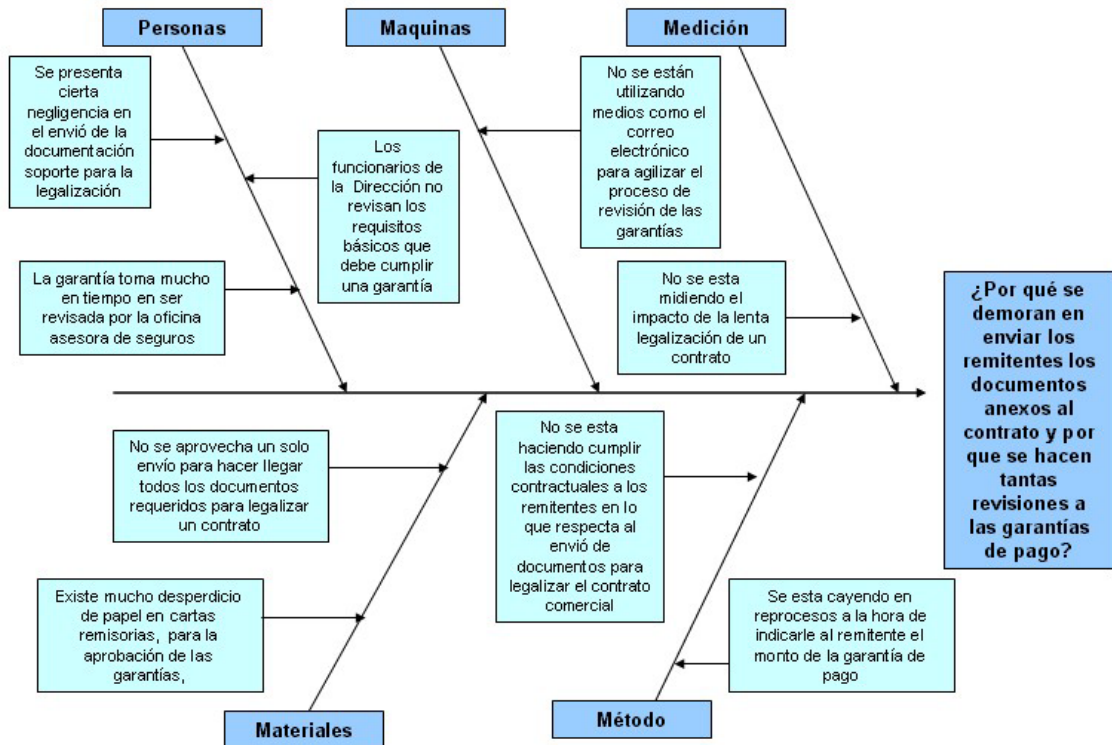 Personas
Maquinas
Medición
Se presenta
cierta
negligencia en
el envió de la
documentación
soporte para la
legalización
Los
funcionarios de
la Dirección no
revisan los
requisitos
básicos que
debe cumplir
una garantía
La garantía toma mucho
en tiempo en ser
revisada por la oficina
asesora de seguros
No se están
utilizando
medios como el
correo
electrónico
para agilizar el
proceso de
revisión de las
garantías
No se esta
midiendo el
impacto de la lenta
legalización de un
contrato
¿Por qué se
demoran en
enviar los
remitentes los
documentos
anexos al
contrato y por
que se hacen
tantas
revisiones a
las garantías
de pago?
No se aprovecha un solo
envío para hacer llegar
todos los documentos
requeridos para legalizar
un contrato
Existe mucho desperdicio
de papel en cartas
remisorias, para la
aprobación de las
garantías,
No se esta
haciendo cumplir
las condiciones
contractuales a los
remitentes en lo
que respecta al
envió de
documentos para
legalizar el contrato
comercial
Se esta cayendo en
reprocesos a la hora de
indicarle al remitente el
monto de la garantía de
pago
Materiales
Método